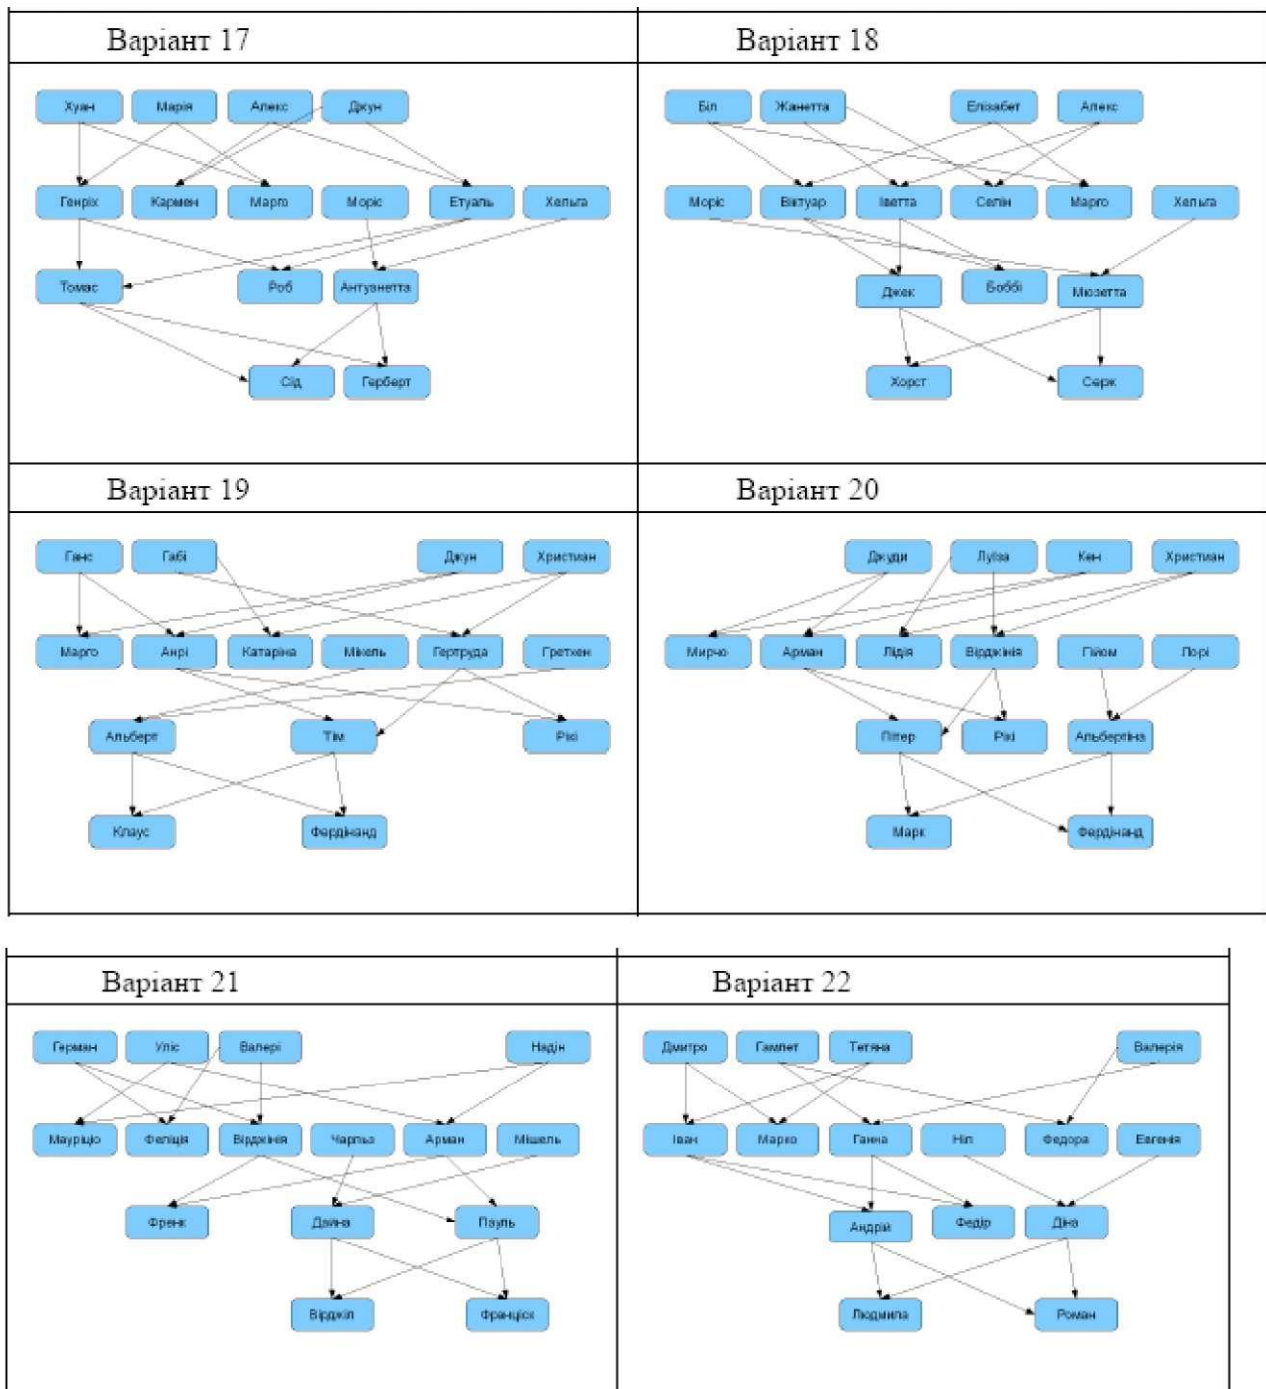 Варіант 17
Варіант 18
Хуан Марія Алекс Джун
Генріх Кармен Марго Моріс Етуаль Хельга
Томас Роб Антуанетта
Сід Герберт
Біл Жанетта Елізабет Алекс
Моріс Віктуар Іветта Селін Марго Хельга
Джек Боббі Мюзетта
Хорст Серж
Варіант 19
Варіант 20
Ганс Габі Джун Христиан
Марго Анрі Катаріна Мікель Гертруда Гретхен
Альберт Тім Рікі
Клаус Фердінанд
Джуди Луїза Кен Христиан
Мирчо Арман Лідія Вірджінія Гійом Лорі
Пітер Рікі Альбертіна
Марк Фердінанд
Варіант 21
Варіант 22
Герман Уліс Валері Надін
Мауріціо Феліція Вірджінія Чарльз Арман Мішель
Френк Дайна Пауль
Вірджіл Франціск
Дмитро Гамлет Тетяна Валерія
Іван Марко Ганна Ніл Федора Евгенія
Андрій Федір Діна
Людмила Роман